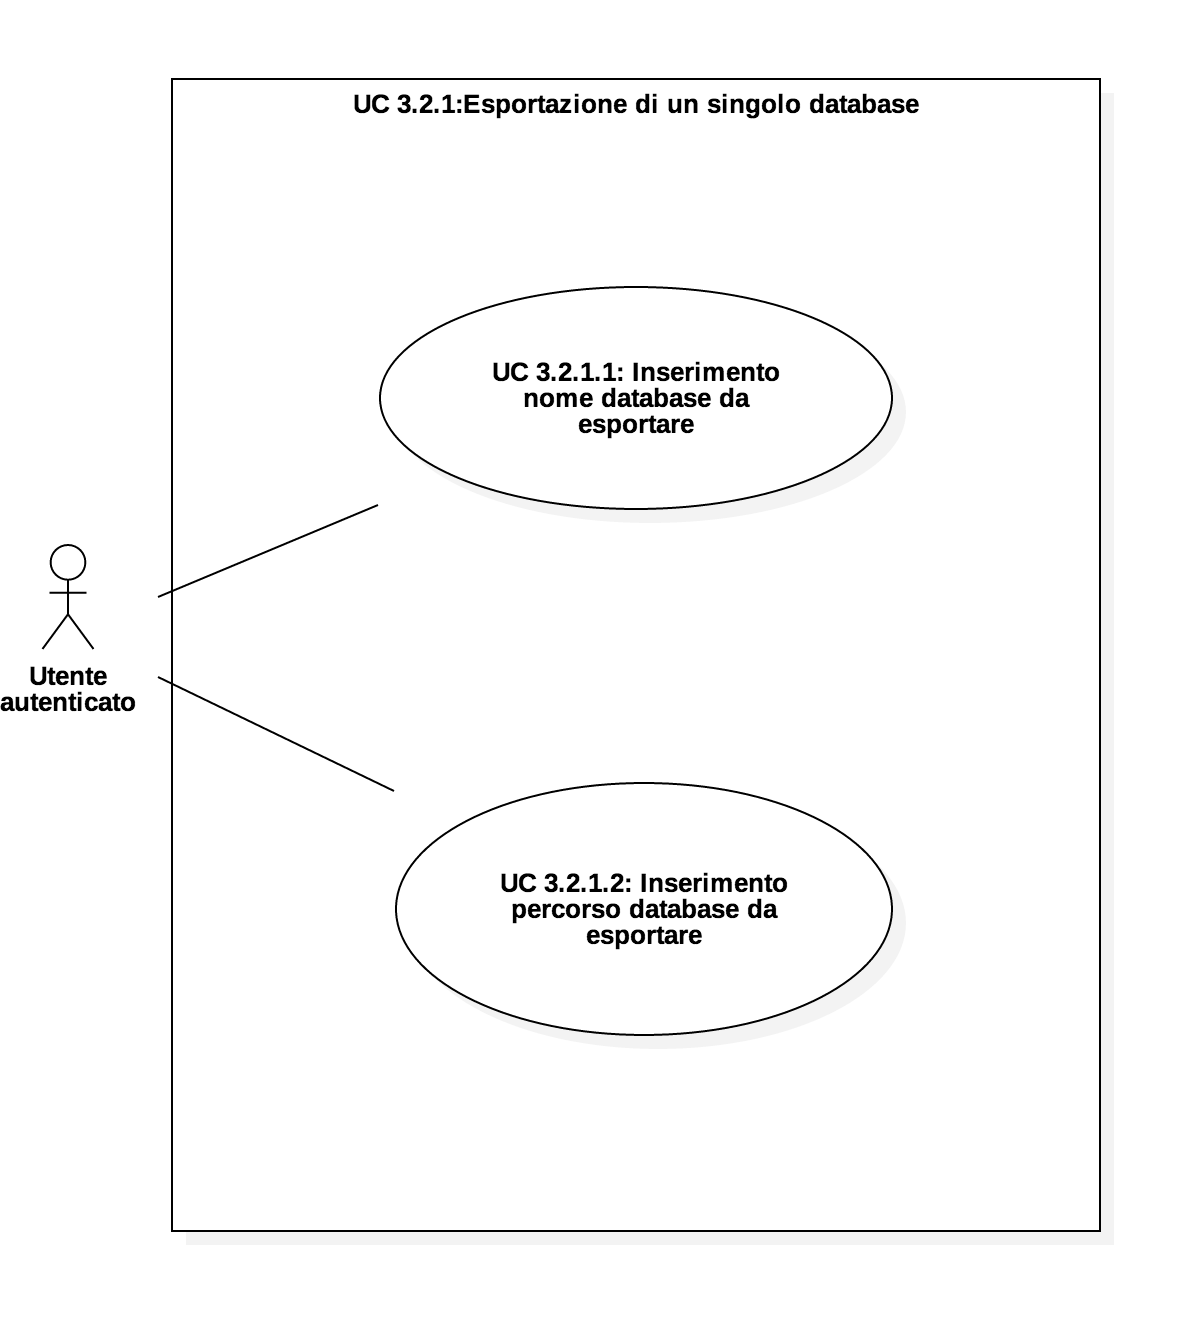 UC 3.2.1:Esportazione di un singolo database
UC 3.2.1.1: Inserimento
nome database da
esportare
Utente
autenticato
UC 3.2.1.2: Inserimento
percorso database da
esportare